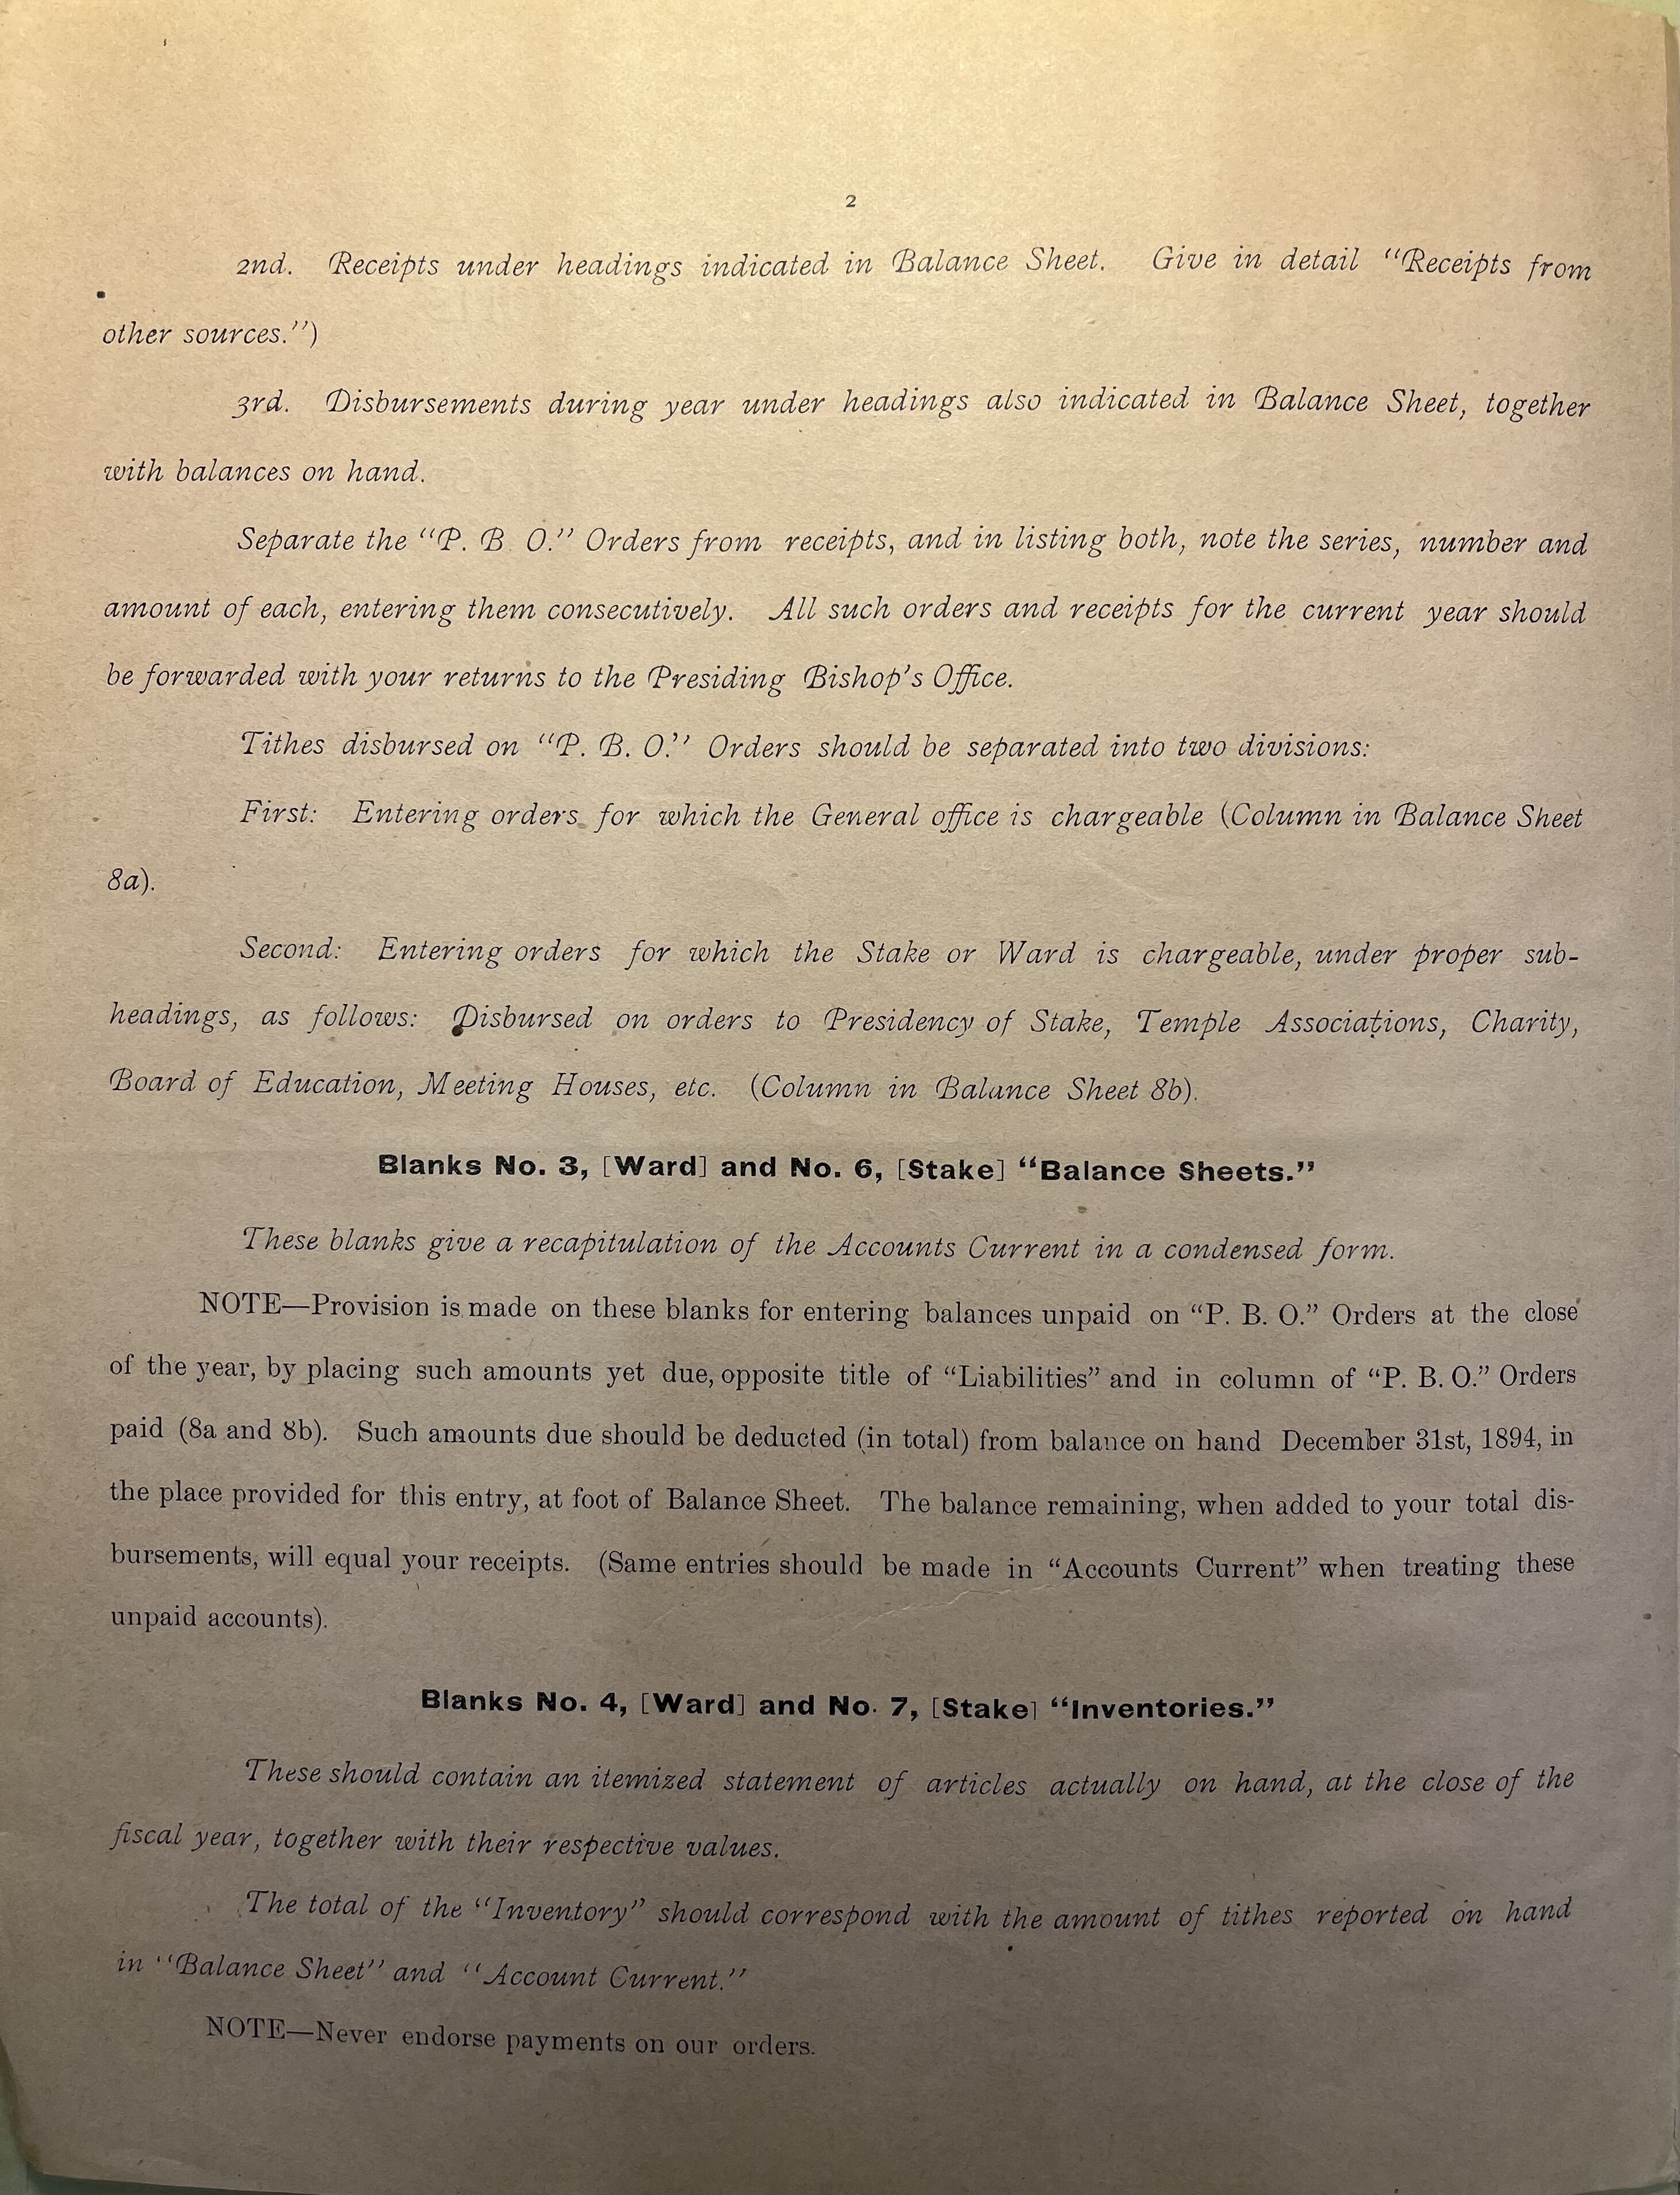 2
2nd. Receipts under headings indicated in Balance Sheet. Give in detail “Receipts from
other sources.”)
3rd. Disbursements during year under headings also indicated in Balance Sheet, together
with balances on hand.
Separate the “P. B O.” Orders from receipts, and in listing both, note the series, number and
amount of each, entering them consecutively. All such orders and receipts for the current year should
be forwarded with your returns to the Presiding Bishop’s Office.
Tithes disbursed on “P. B. O.” Orders should be separated into two divisions:
First: Entering orders for which the General office is chargeable (Column in Balance Sheet
8a).
Second: Entering orders for which the Stake or Ward is chargeable, under proper sub-
headings, as follows: Disbursed on orders to Presidency of Stake, Temple Associations, Charity,
Board of Education, Meeting Houses, etc. (Column in Balance Sheet 8b).
Blanks No. 3, [Ward] and No. 6, [Stake] “Balance Sheets.”
These blanks give a recapitulation of the Accounts Current in a condensed form.
NOTE—Provision is made on these blanks for entering balances unpaid on “P. B. O.” Orders at the close
of the year, by placing such amounts yet due, opposite title of “Liabilities” and in column of “P. B. O.” Orders
paid (8a and 8b). Such amounts due should be deducted (in total) from balance on hand December 31st, 1894, in
the place provided for this entry, at foot of Balance Sheet. The balance remaining, when added to your total dis-
bursements, will equal your receipts. (Same entries should be made in “Accounts Current” when treating these
unpaid accounts).
Blanks No. 4, [Ward] and No. 7, [Stake] “Inventories.”
These should contain an itemized statement of articles actually on hand, at the close of the
fiscal year, together with their respective values.
The total of the “Inventory” should correspond with the amount of tithes reported on hand
in “Balance Sheet” and “Account Current.”
NOTE—Never endorse payments on our orders.